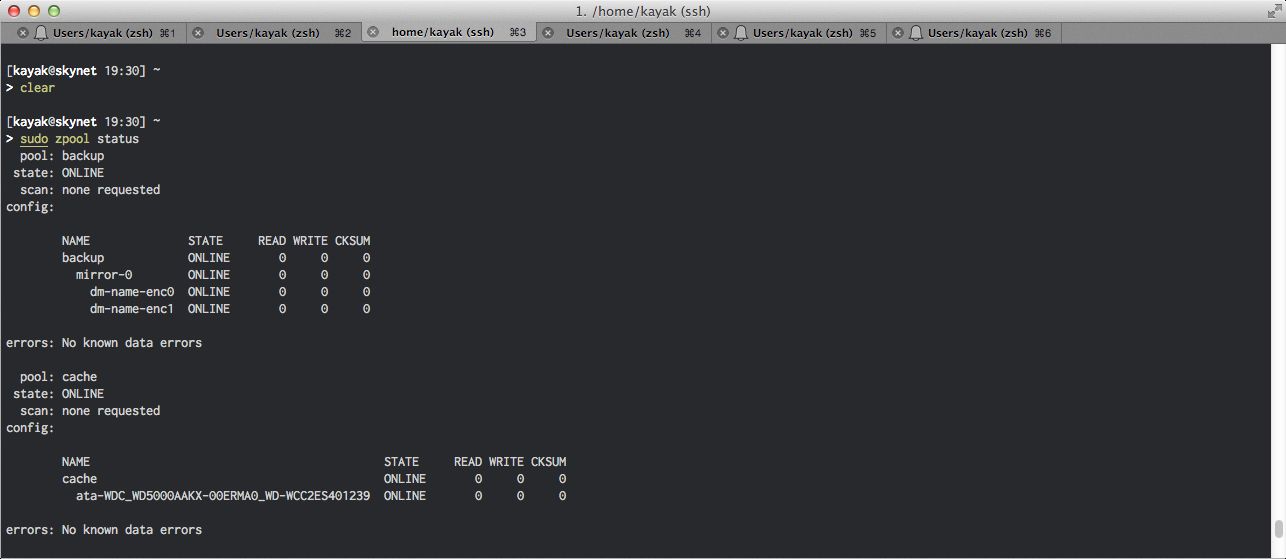 1. /home/kayak (ssh)
Users/kayak (zsh) ⌘1 Users/kayak (zsh) ⌘2 home/kayak (ssh) ⌘3 Users/kayak (zsh) ⌘4 Users/kayak (zsh) ⌘5 Users/kayak (zsh) ⌘6
[kayak@skynet 19:30] ~
> clear
[kayak@skynet 19:30] ~
> sudo zpool status
  pool: backup
 state: ONLINE
  scan: none requested
config:
        NAME              STATE     READ WRITE CKSUM
        backup            ONLINE       0     0     0
          mirror-0        ONLINE       0     0     0
            dm-name-enc0  ONLINE       0     0     0
            dm-name-enc1  ONLINE       0     0     0
errors: No known data errors
  pool: cache
 state: ONLINE
  scan: none requested
config:
        NAME                                          STATE     READ WRITE CKSUM
        cache                                         ONLINE       0     0     0
          ata-WDC_WD5000AAKX-00ERMA0_WD-WCC2ES401239  ONLINE       0     0     0
errors: No known data errors